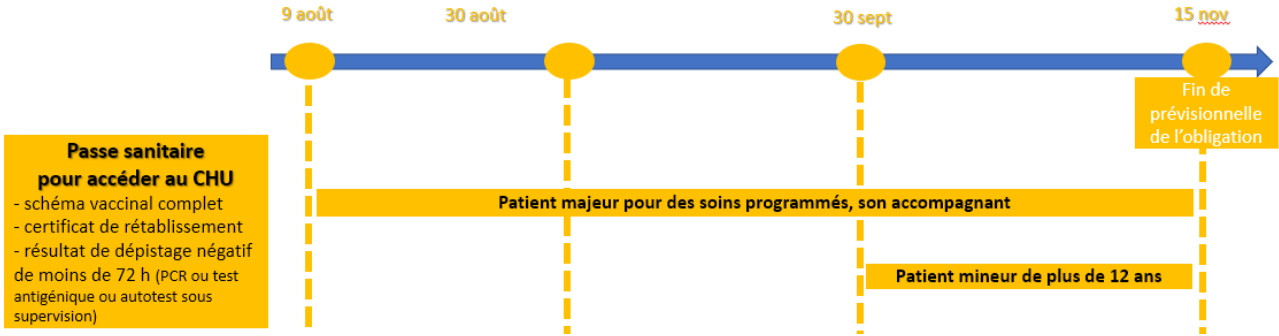 9 août
30 août
30 sept
15 nov
Fin de
prévisionnelle
de l'obligation
Passe sanitaire
pour accéder au CHU
- schéma vaccinal complet
- certificat de rétablissement
- résultat de dépistage négatif
de moins de 72 h (PCR ou test
antigénique ou autotest sous
supervision)
Patient majeur pour des soins programmés, son accompagnant
Patient mineur de plus de 12 ans